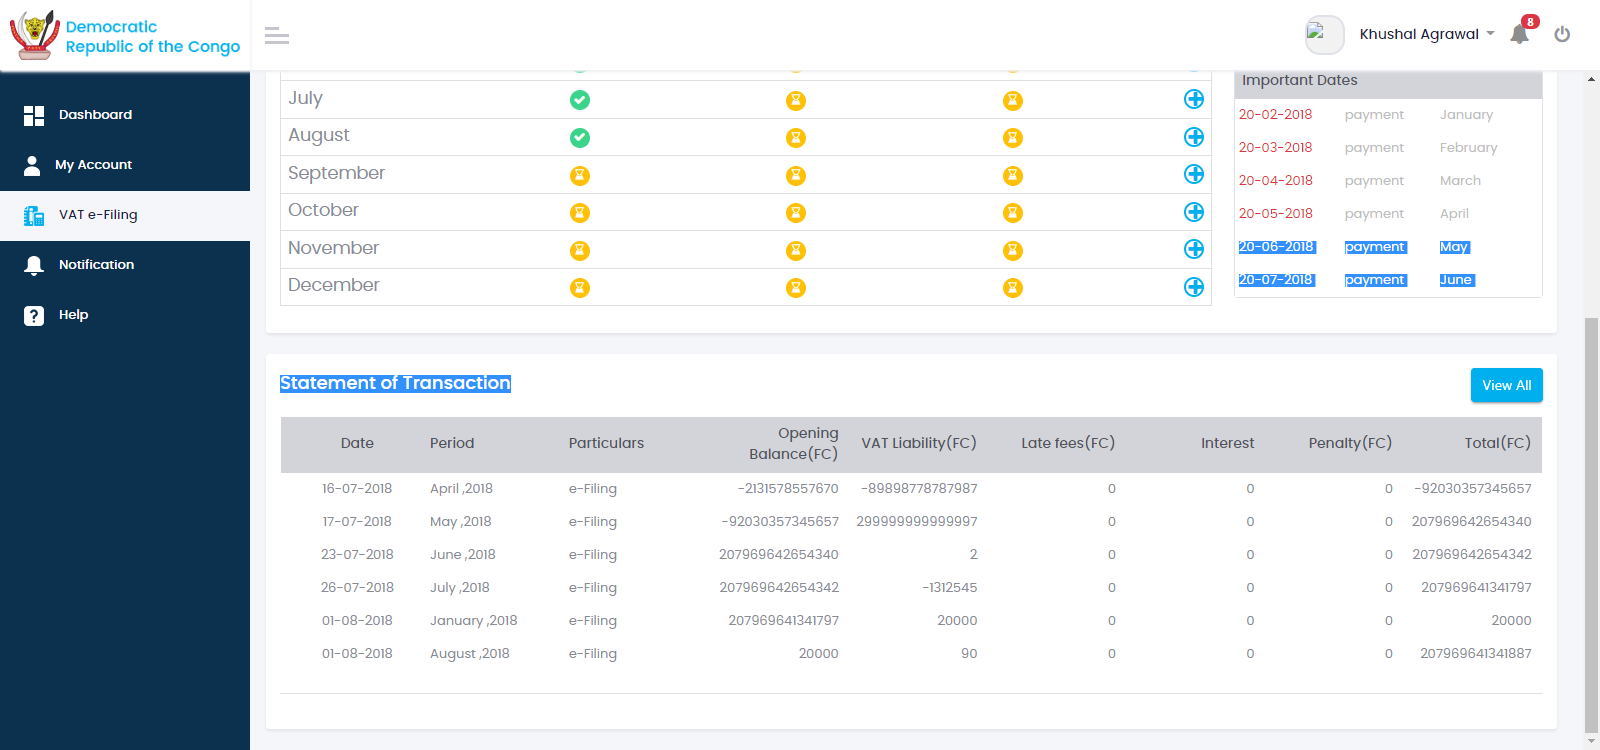 Democratic
Republic of the Congo
Khushal Agrawal
8
Dashboard
My Account
VAT e-Filing
Notification
Help
July
August
September
October
November
December
Important Dates
20-02-2018 payment January
20-03-2018 payment February
20-04-2018 payment March
20-05-2018 payment April
20-06-2018 payment May
20-07-2018 payment June
Statement of Transaction
View All
Date Period Particulars Opening Balance(FC) VAT Liability(FC) Late fees(FC) Interest Penalty(FC) Total(FC)
16-07-2018 April ,2018 e-Filing -2131578557670 -89898778787987 0 0 0 -92030357345657
17-07-2018 May ,2018 e-Filing -92030357345657 299999999999997 0 0 0 207969642654340
23-07-2018 June ,2018 e-Filing 207969642654340 2 0 0 0 207969642654342
26-07-2018 July ,2018 e-Filing 207969642654342 -1312545 0 0 0 207969641341797
01-08-2018 January ,2018 e-Filing 207969641341797 20000 0 0 0 20000
01-08-2018 August ,2018 e-Filing 20000 90 0 0 0 207969641341887